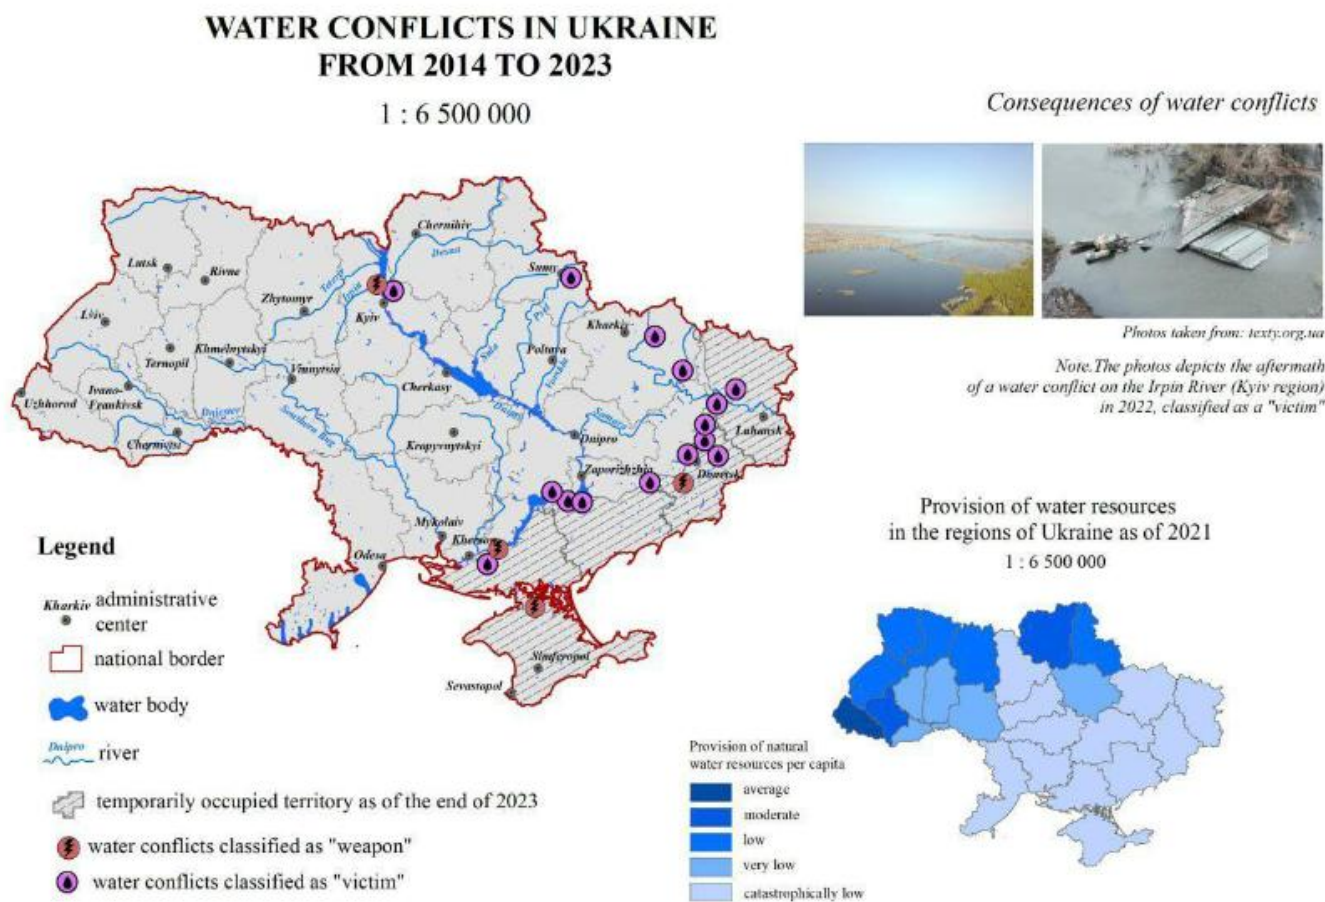 WATER CONFLICTS IN UKRAINE
FROM 2014 TO 2023
1 : 6 500 000
Consequences of water conflicts
Photos taken from: texty.org.ua
Note.The photos depicts the aftermath
of a water conflict on the Irpin River (Kyiv region)
in 2022, classified as a "victim"
Chernihiv
Desna
Lutsk
Rivne
Sumy
Teteriv
Irpin
Zhytomyr
Kyiv
Lviv
Kharkiv
Psel
Sula
Khmelnytskyi
Ternopil
Vinnytsia
Poltava
Vorskla
Cherkasy
Uzhhorod
Ivano-
Frankivsk
Dniester
Southern Bug
Dnipro
Samara
Luhansk
Chernivtsi
Kropyvnytskyi
Dnipro
Zaporizhzhia
Donetsk
Mykolaiv
Kherson
Odesa
Simferopol
Sevastopol
Legend
Kharkiv administrative
center
national border
water body
Dnipro river
temporarily occupied territory as of the end of 2023
water conflicts classified as "weapon"
water conflicts classified as "victim"
Provision of water resources
in the regions of Ukraine as of 2021
1 : 6 500 000
Provision of natural
water resources per capita
average
moderate
low
very low
catastrophically low